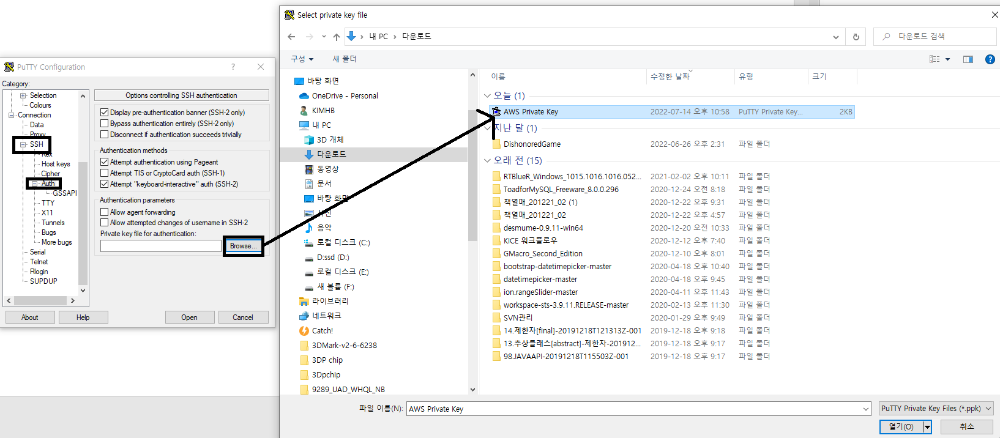 PuTTY Configuration
Category:
Selection
Colours
Connection
Data
Proxy
SSH
Kex
Host keys
Cipher
Auth
GSSAPI
TTY
X11
Tunnels
Bugs
More bugs
Serial
Telnet
Rlogin
SUPDUP
Options controlling SSH authentication
Display pre-authentication banner (SSH-2 only)
Bypass authentication entirely (SSH-2 only)
Disconnect if authentication succeeds trivially
Authentication methods
Attempt authentication using Pageant
Attempt TIS or CryptoCard auth (SSH-1)
Attempt "keyboard-interactive" auth (SSH-2)
Authentication parameters
Allow agent forwarding
Allow attempted changes of username in SSH-2
Private key file for authentication:
Browse...
About
Help
Open
Cancel
Select private key file
내 PC
다운로드
다운로드 검색
구성
새 폴더
바탕 화면
OneDrive - Personal
KIMHB
내 PC
3D 개체
다운로드
동영상
문서
바탕 화면
사진
음악
로컬 디스크 (C:)
D:ssd (D:)
로컬 디스크 (E:)
새 볼륨 (F:)
라이브러리
네트워크
Catch!
3DMark-v2-6-6238
3DP chip
3Dpchip
9289_UAD_WHQL_NB
이름 수정한 날짜 유형 크기
오늘 (1)
AWS Private Key 2022-07-14 오후 10:58 PuTTY Private Key... 2KB
지난 달 (1)
DishonoredGame 2022-06-26 오후 2:31 파일 폴더
오래 전 (15)
RTBlueR_Windows_1015.1016.1016.052... 2021-02-02 오후 10:11 파일 폴더
ToadforMySQL_Freeware_8.0.0.296 2020-12-24 오전 8:18 파일 폴더
책열매_201221_02 (1) 2020-12-22 오후 9:31 파일 폴더
책열매_201221_02 2020-12-22 오후 4:57 파일 폴더
desmume-0.9.11-win64 2020-12-20 오전 10:33 파일 폴더
KICE 워크플로우 2020-12-12 오후 7:40 파일 폴더
GMacro_Second_Edition 2020-12-10 오후 8:01 파일 폴더
bootstrap-datetimepicker-master 2020-04-18 오후 10:40 파일 폴더
datetimepicker-master 2020-04-18 오후 9:45 파일 폴더
ion.rangeSlider-master 2020-04-11 오후 11:43 파일 폴더
workspace-sts-3.9.11.RELEASE-master 2020-02-13 오후 11:30 파일 폴더
SVN관리 2020-01-29 오후 9:49 파일 폴더
14.제한자[final]-20191218T121313Z-001 2019-12-18 오후 9:18 파일 폴더
13.추상클래스[abstract]-제한자-201912... 2019-12-18 오후 9:17 파일 폴더
98.JAVAAPI-20191218T115503Z-001 2019-12-18 오후 9:17 파일 폴더
파일 이름(N): AWS Private Key PuTTY Private Key Files (*.ppk)
열기(O) 취소